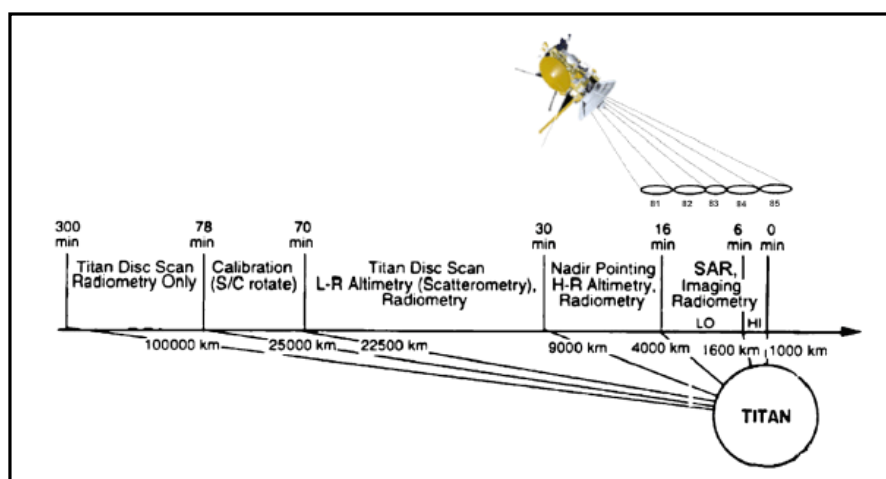 B1 B2 B3 B4 B5
300 min
78 min
70 min
30 min
16 min
6 min
0 min
Titan Disc Scan
Radiometry Only
Calibration
(S/C rotate)
Titan Disc Scan
L-R Altimetry (Scatterometry),
Radiometry
Nadir Pointing
H-R Altimetry,
Radiometry
SAR,
Imaging
Radiometry
LO
HI
100000 km
25000 km
22500 km
9000 km
4000 km
1600 km
1000 km
TITAN